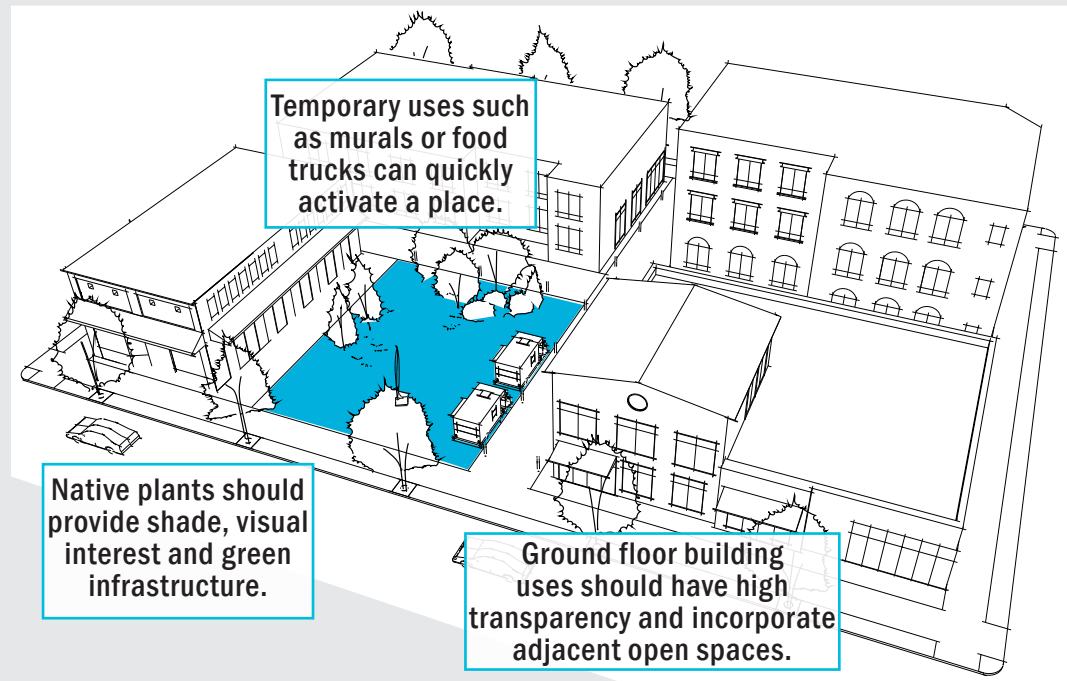 Temporary uses such
as murals or food
trucks can quickly
activate a place.
Native plants should
provide shade, visual
interest and green
infrastructure.
Ground floor building
uses should have high
transparency and incorporate
adjacent open spaces.